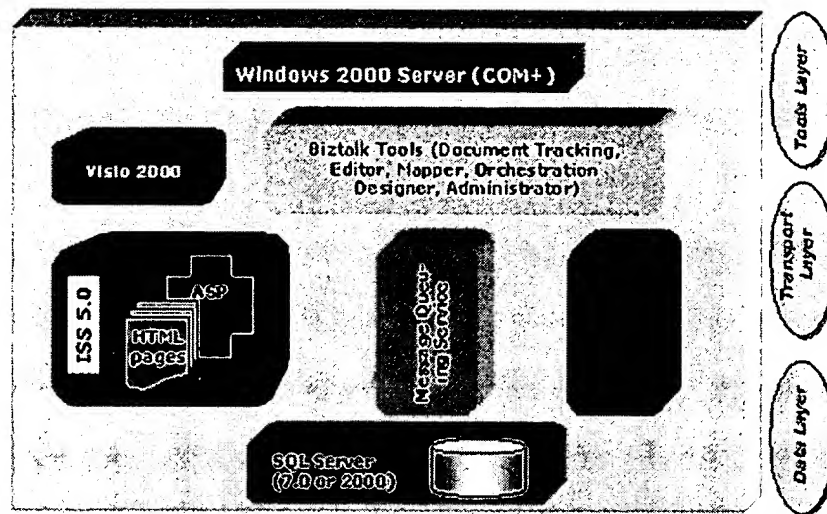 Windows 2000 Server (COM+)
Visio 2000
Biztalk Tools (Document Tracking,
Editor, Mapper, Orchestration
Designer, Administrator)
ISS 5.0
ASP
HTML
pages
Message Queu-
ing Service
SQL Server
(7.0 or 2000)
Tools Layer
Transport
Layer
Data Layer